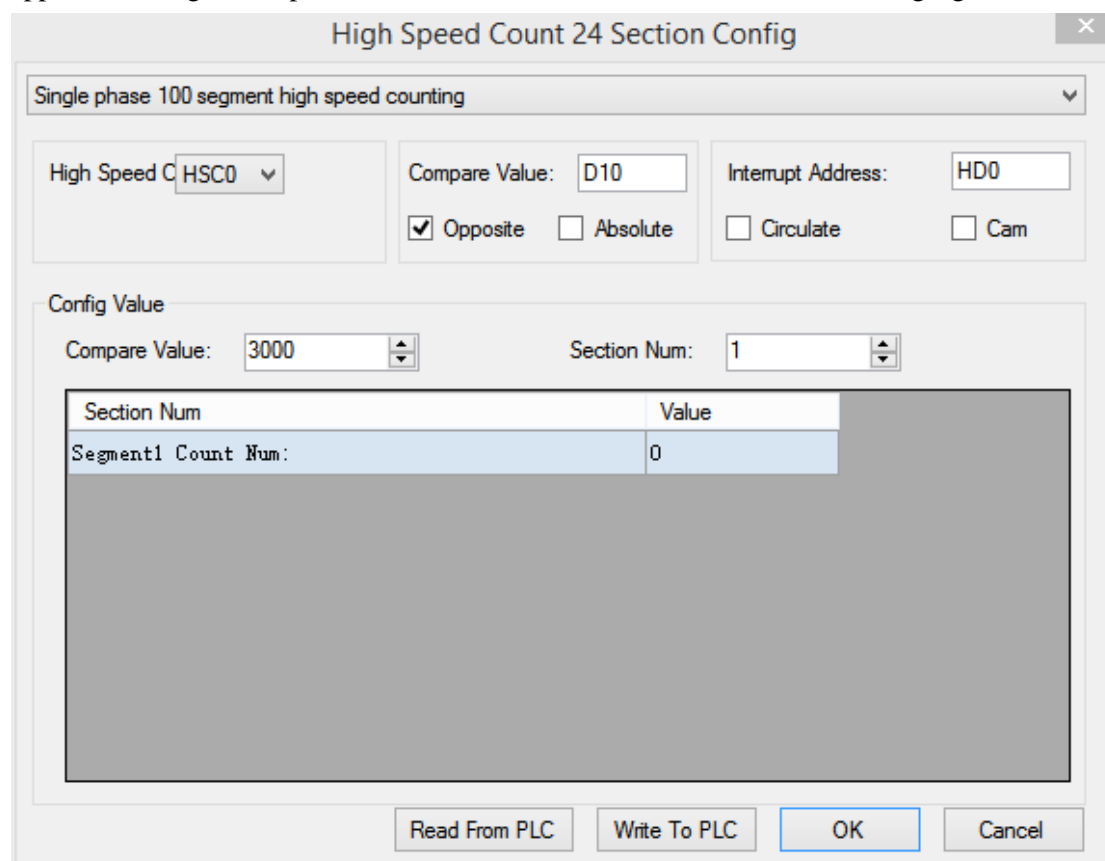 High Speed Count 24 Section Config
Single phase 100 segment high speed counting
High Speed C HSC0
Compare Value: D10
Interrupt Address: HD0
Opposite Absolute
Circulate Cam
Config Value
Compare Value: 3000
Section Num: 1
Section Num Value
Segment1 Count Num: 0
Read From PLC Write To PLC OK Cancel